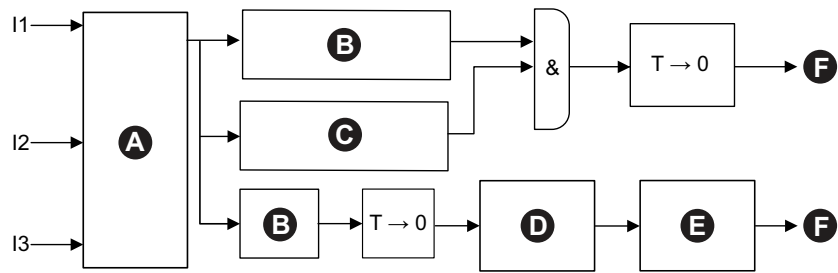 I1
B
& T → 0 F
I2
A
C
I3
B T → 0 D E F